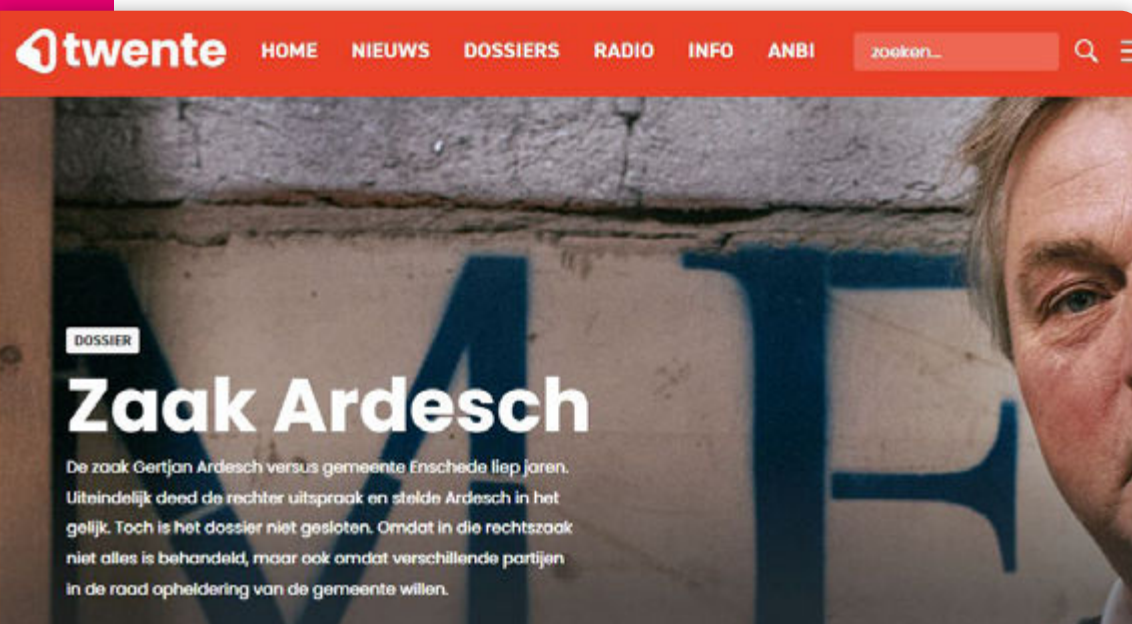 1twente
HOME NIEUWS DOSSIERS RADIO INFO ANBI zoeken...
ME
DOSSIER
Zaak Ardesch
De zaak Gertjan Ardesch versus gemeente Enschede liep jaren.
Uiteindelijk deed de rechter uitspraak en stelde Ardesch in het
gelijk. Toch is het dossier niet gesloten. Omdat in die rechtszaak
niet alles is behandeld, maar ook omdat verschillende partijen
in de raad opheldering van de gemeente willen.